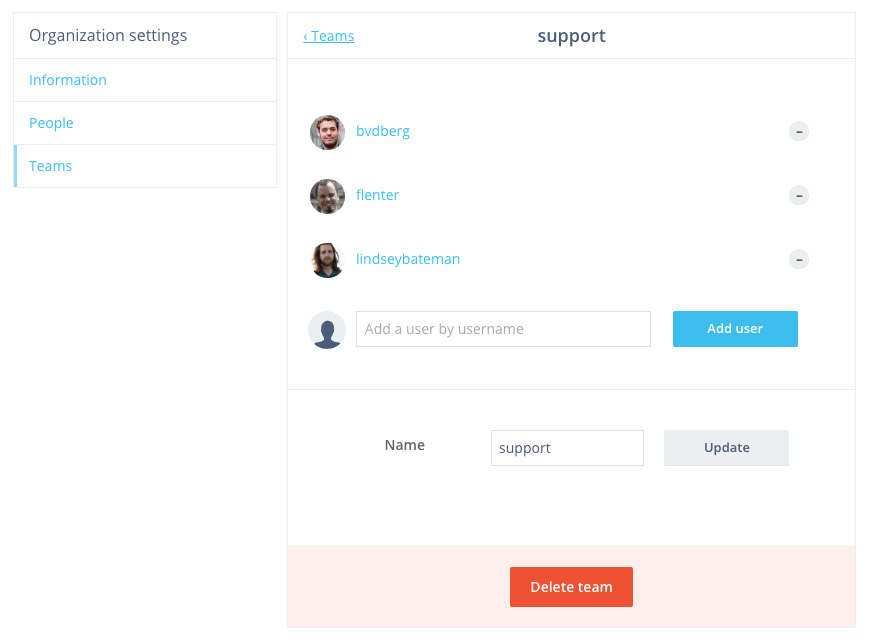 Organization settings
Information
People
Teams
‹ Teams
support
bvdberg
–
flenter
–
lindseybateman
–
Add a user by username
Add user
Name
support
Update
Delete team